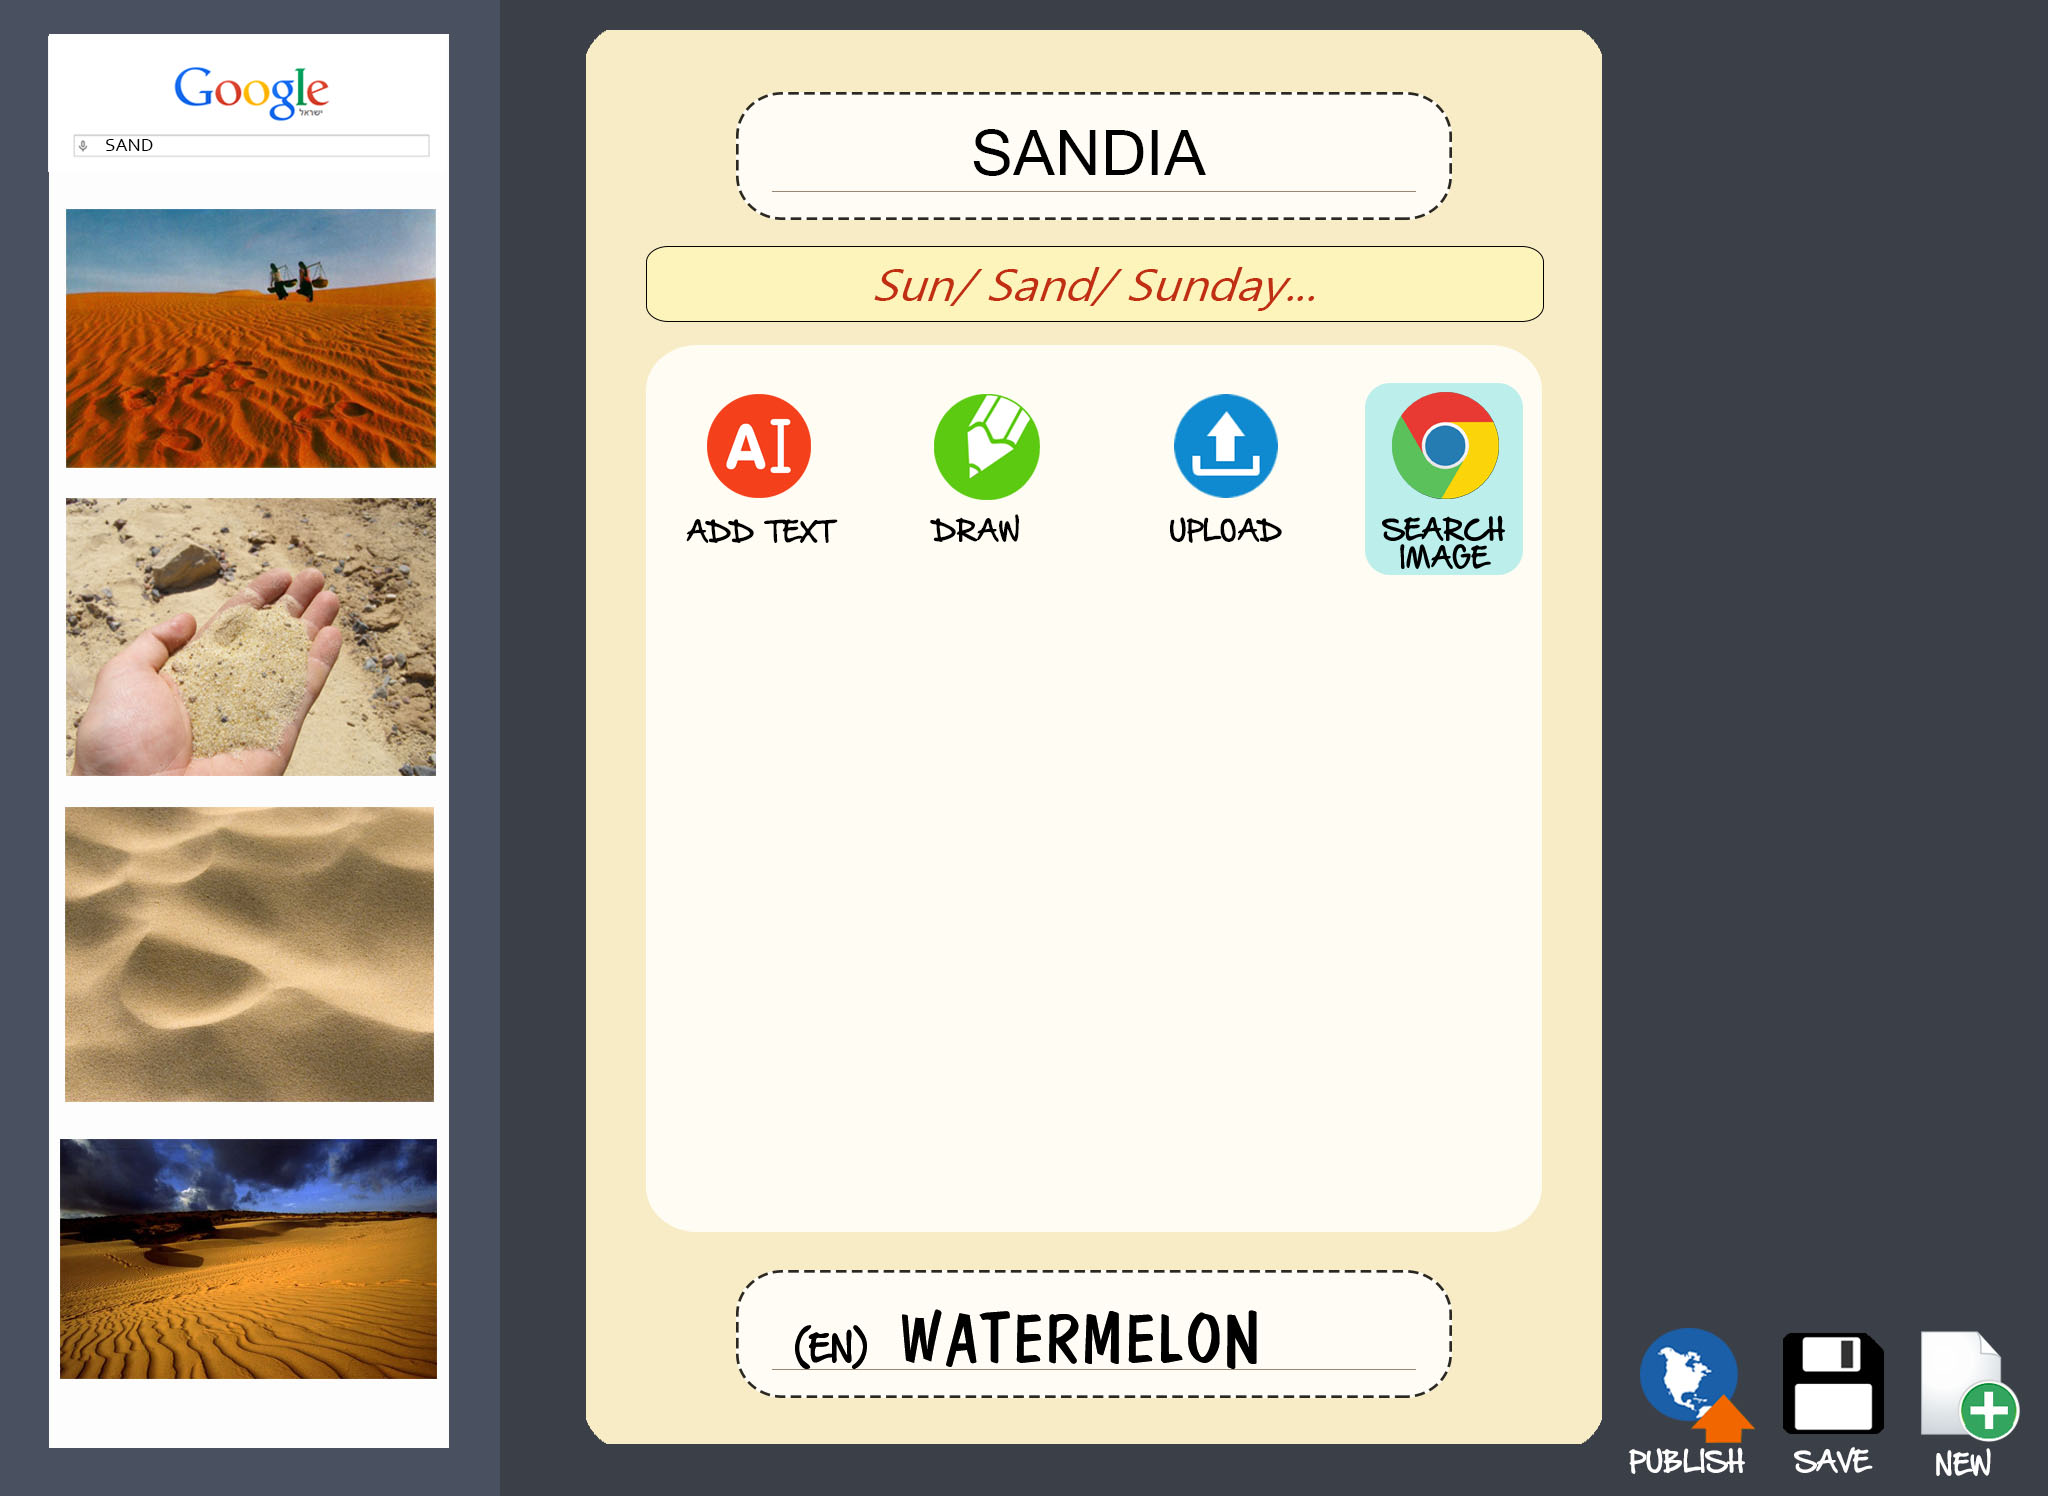 Google
ישראל
SAND
SANDIA
Sun/ Sand/ Sunday...
AI
ADD TEXT
DRAW
UPLOAD
SEARCH
IMAGE
(EN) WATERMELON
PUBLISH
SAVE
NEW